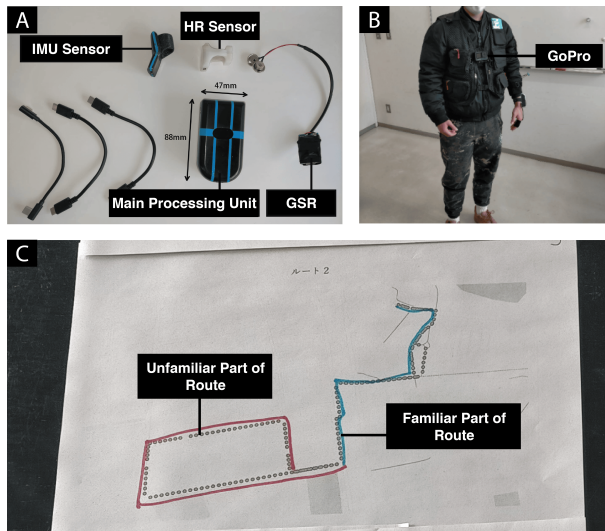 A
IMU Sensor
HR Sensor
47mm
88mm
Main Processing Unit
GSR
B
GoPro
C
ルート2
Unfamiliar Part of
Route
Familiar Part of
Route